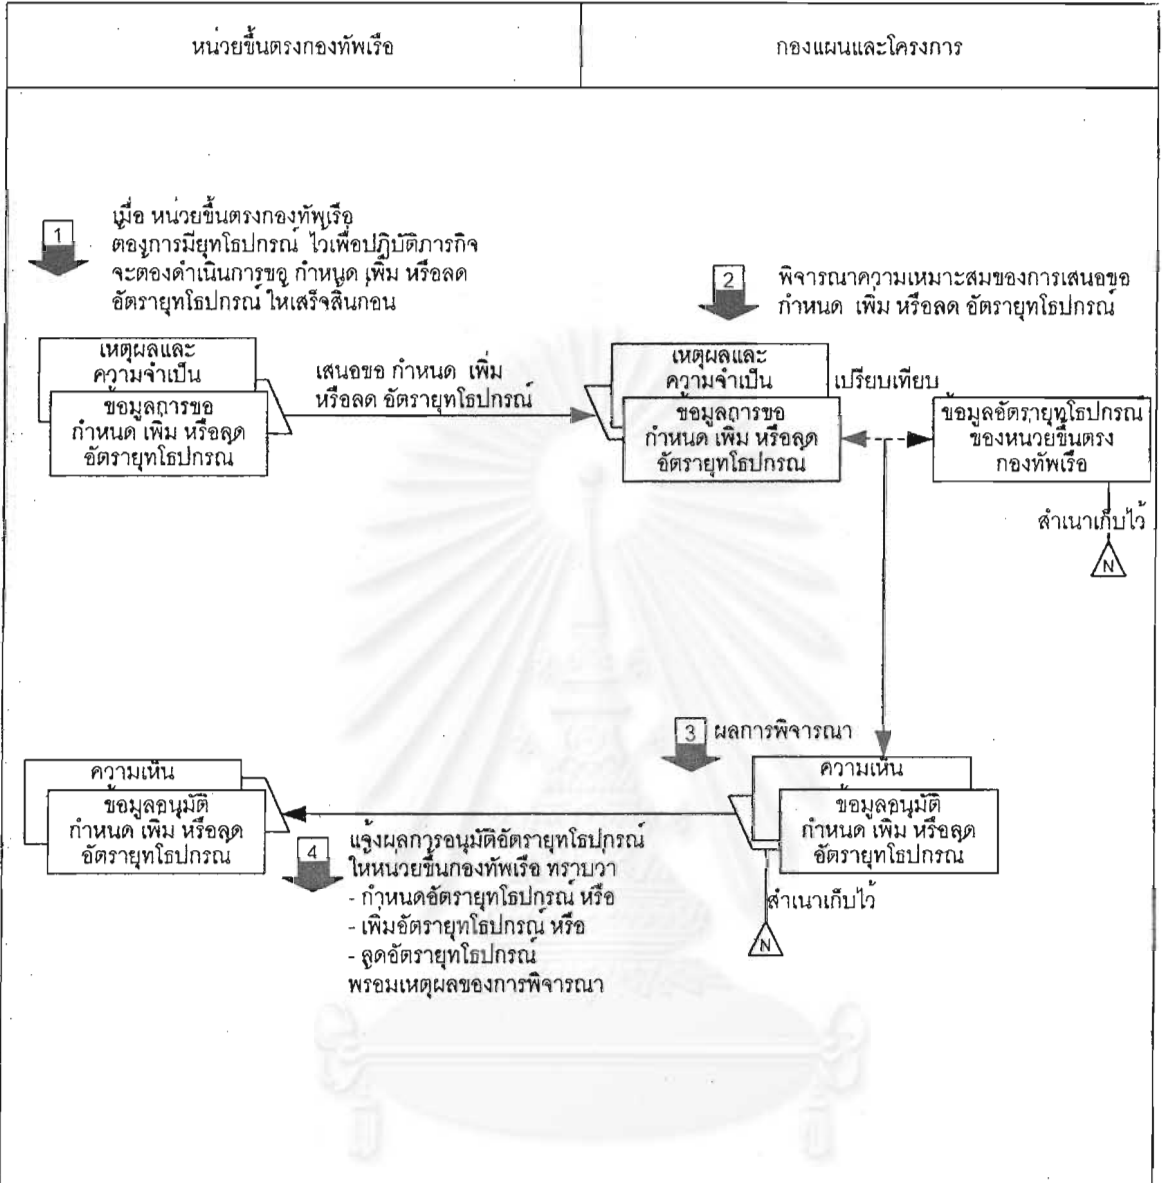 หน่วยขึ้นตรงกองทัพเรือ
กองแผนและโครงการ
1
เมื่อ หน่วยขึ้นตรงกองทัพเรือ
ต้องการมียุทโธปกรณ์ ไว้เพื่อปฏิบัติภารกิจ
จะต้องดำเนินการขอ กำหนด เพิ่ม หรือลด
อัตรายุทโธปกรณ์ ให้เสร็จสิ้นก่อน
2
พิจารณาความเหมาะสมของการเสนอขอ
กำหนด เพิ่ม หรือลด อัตรายุทโธปกรณ์
เหตุผลและ
ความจำเป็น
ข้อมูลการขอ
กำหนด เพิ่ม หรือลด
อัตรายุทโธปกรณ์
เสนอขอ กำหนด เพิ่ม
หรือลด อัตรายุทโธปกรณ์
เหตุผลและ
ความจำเป็น
ข้อมูลการขอ
กำหนด เพิ่ม หรือลด
อัตรายุทโธปกรณ์
เปรียบเทียบ
ข้อมูลอัตรายุทโธปกรณ์
ของหน่วยขึ้นตรง
กองทัพเรือ
สำเนาเก็บไว้
N
3
ผลการพิจารณา
ความเห็น
ข้อมูลอนุมัติ
กำหนด เพิ่ม หรือลด
อัตรายุทโธปกรณ์
สำเนาเก็บไว้
N
ความเห็น
ข้อมูลอนุมัติ
กำหนด เพิ่ม หรือลด
อัตรายุทโธปกรณ์
4
แจ้งผลการอนุมัติอัตรายุทโธปกรณ์
ให้หน่วยขึ้นกองทัพเรือ ทราบว่า
- กำหนดอัตรายุทโธปกรณ์ หรือ
- เพิ่มอัตรายุทโธปกรณ์ หรือ
- ลดอัตรายุทโธปกรณ์
พร้อมเหตุผลของการพิจารณา